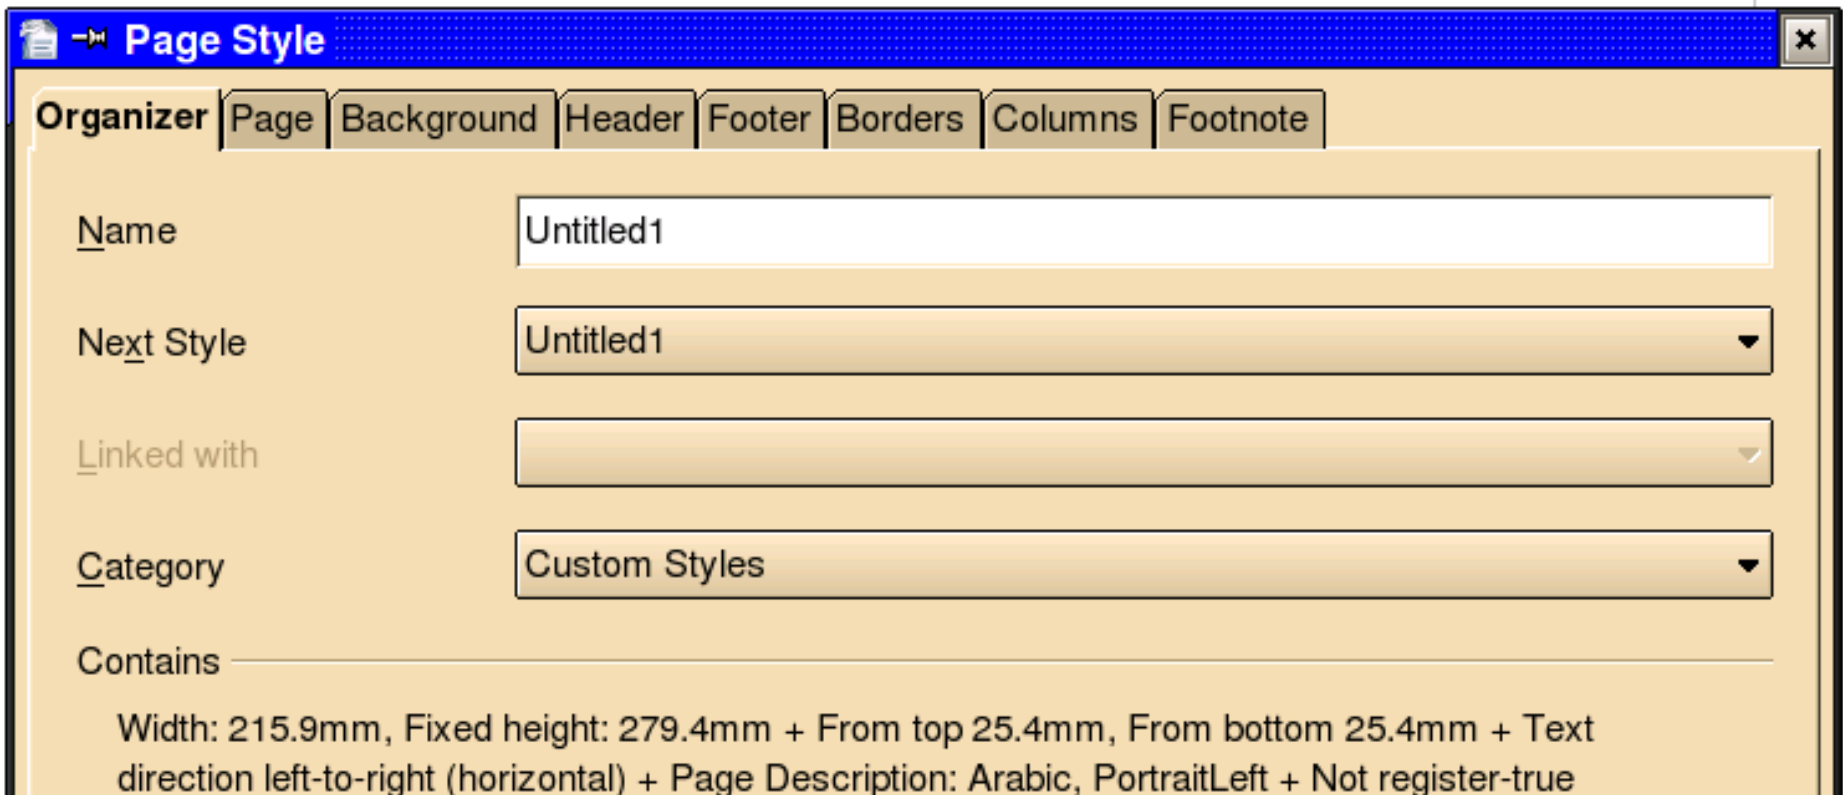 Page Style
Organizer Page Background Header Footer Borders Columns Footnote
Name Untitled1
Next Style Untitled1
Linked with
Category Custom Styles
Contains
Width: 215.9mm, Fixed height: 279.4mm + From top 25.4mm, From bottom 25.4mm + Text
direction left-to-right (horizontal) + Page Description: Arabic, PortraitLeft + Not register-true